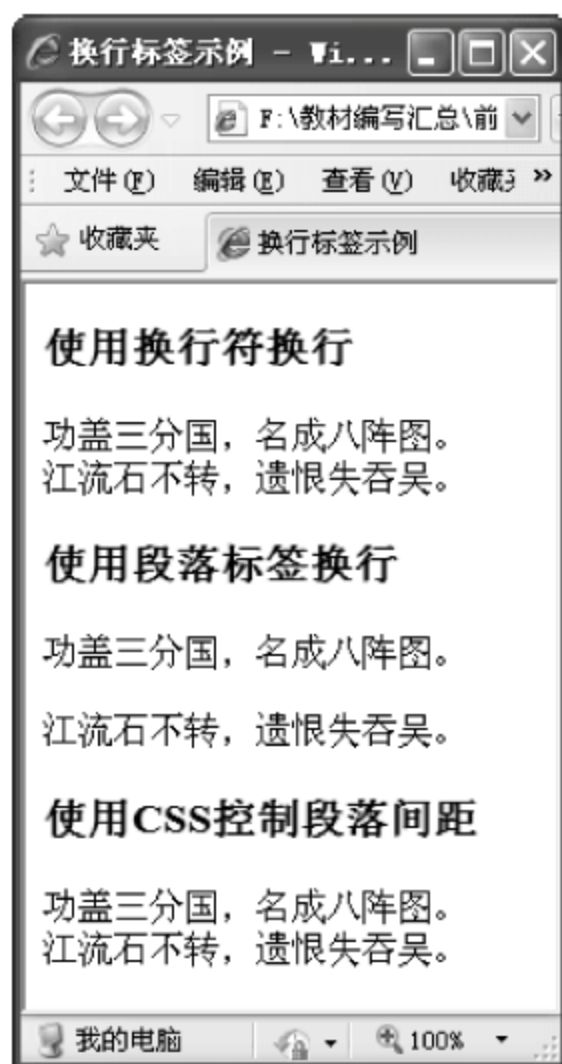 换行标签示例 - Wi...
F:\教材编写汇总\前
文件(F) 编辑(E) 查看(V) 收藏 »
收藏夹 换行标签示例
使用换行符换行
功盖三分国，名成八阵图。
江流石不转，遗恨失吞吴。
使用段落标签换行
功盖三分国，名成八阵图。
江流石不转，遗恨失吞吴。
使用CSS控制段落间距
功盖三分国，名成八阵图。
江流石不转，遗恨失吞吴。
我的电脑 100%